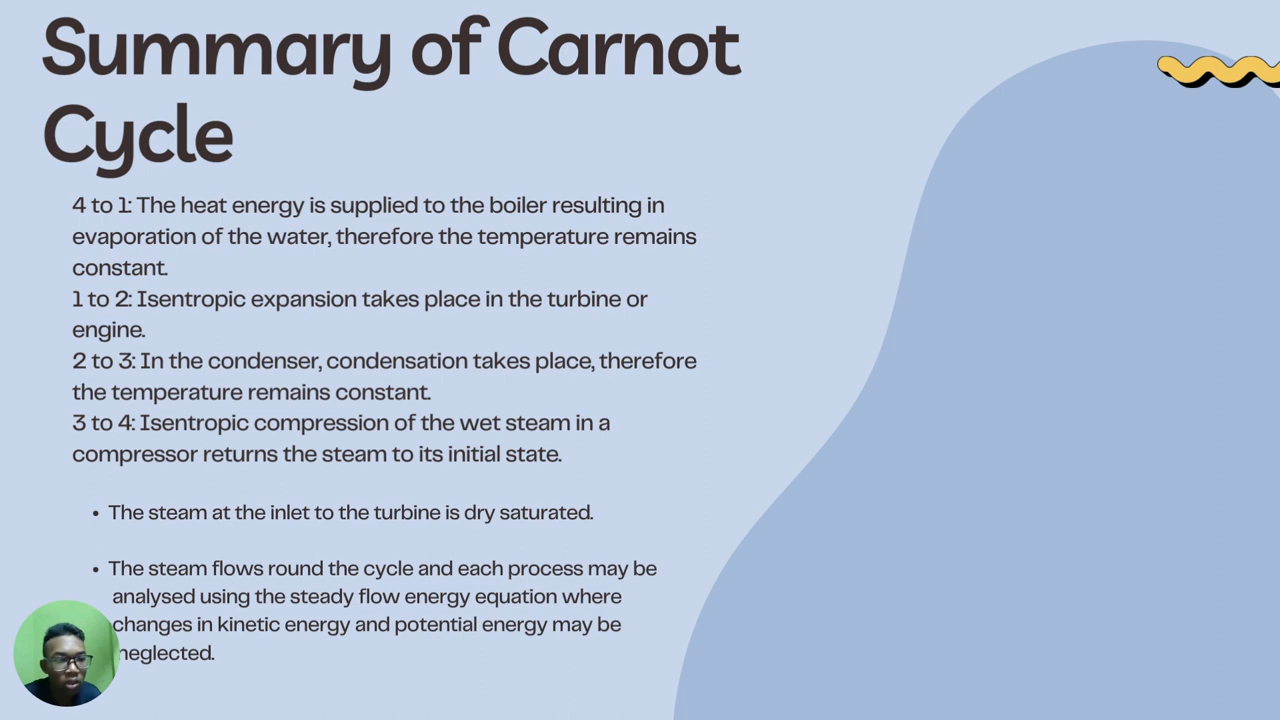 Summary of Carnot
Cycle
4 to 1: The heat energy is supplied to the boiler resulting in
evaporation of the water, therefore the temperature remains
constant.
1 to 2: Isentropic expansion takes place in the turbine or
engine.
2 to 3: In the condenser, condensation takes place, therefore
the temperature remains constant.
3 to 4: Isentropic compression of the wet steam in a
compressor returns the steam to its initial state.
• The steam at the inlet to the turbine is dry saturated.
• The steam flows round the cycle and each process may be
analysed using the steady flow energy equation where
changes in kinetic energy and potential energy may be
neglected.